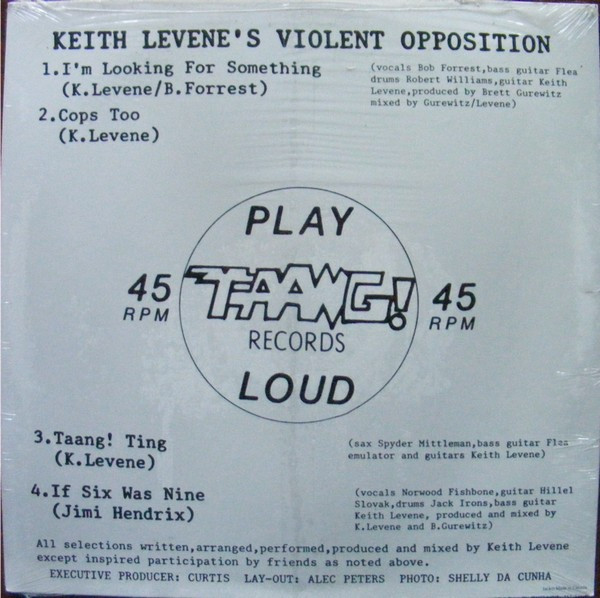 KEITH LEVENE'S VIOLENT OPPOSITION
1.I'm Looking For Something
(K.Levene/B.Forrest)
(vocals Bob Forrest,bass guitar Flea
drums Robert Williams,guitar Keith
Levene,produced by Brett Gurewitz
mixed by Gurewitz/Levene)
2.Cops Too
(K.Levene)
PLAY
45
RPM
TAANG!
RECORDS
45
RPM
LOUD
3.Taang! Ting
(K.Levene)
(sax Spyder Mittleman,bass guitar Flea
emulator and guitars Keith Levene)
4.If Six Was Nine
(Jimi Hendrix)
(vocals Norwood Fishbone,guitar Hillel
Slovak,drums Jack Irons,bass guitar
Keith Levene, produced and mixed by
K.Levene and B.Gurewitz)
All selections written,arranged,performed,produced and mixed by Keith Levene
except inspired participation by friends as noted above.
EXECUTIVE PRODUCER: CURTIS LAY-OUT: ALEC PETERS PHOTO: SHELLY DA CUNHA